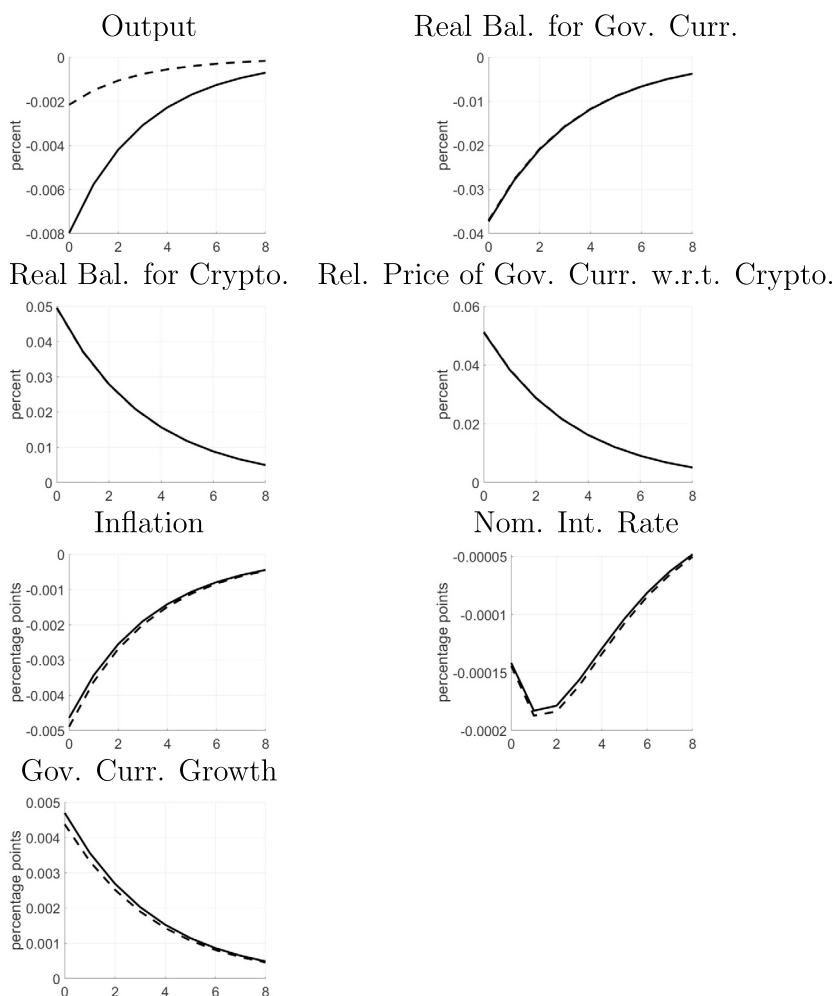 Output
Real Bal. for Gov. Curr.
0
-0.002
-0.004
-0.006
-0.008
percent
0 2 4 6 8
0
-0.01
-0.02
-0.03
-0.04
percent
0 2 4 6 8
Real Bal. for Crypto.
Rel. Price of Gov. Curr. w.r.t. Crypto.
0.05
0.04
0.03
0.02
0.01
0
percent
0 2 4 6 8
0.06
0.04
0.02
0
percent
0 2 4 6 8
Inflation
Nom. Int. Rate
0
-0.001
-0.002
-0.003
-0.004
-0.005
percentage points
0 2 4 6 8
-0.00005
-0.0001
-0.00015
-0.0002
percentage points
0 2 4 6 8
Gov. Curr. Growth
0.005
0.004
0.003
0.002
0.001
0
percentage points
0 2 4 6 8